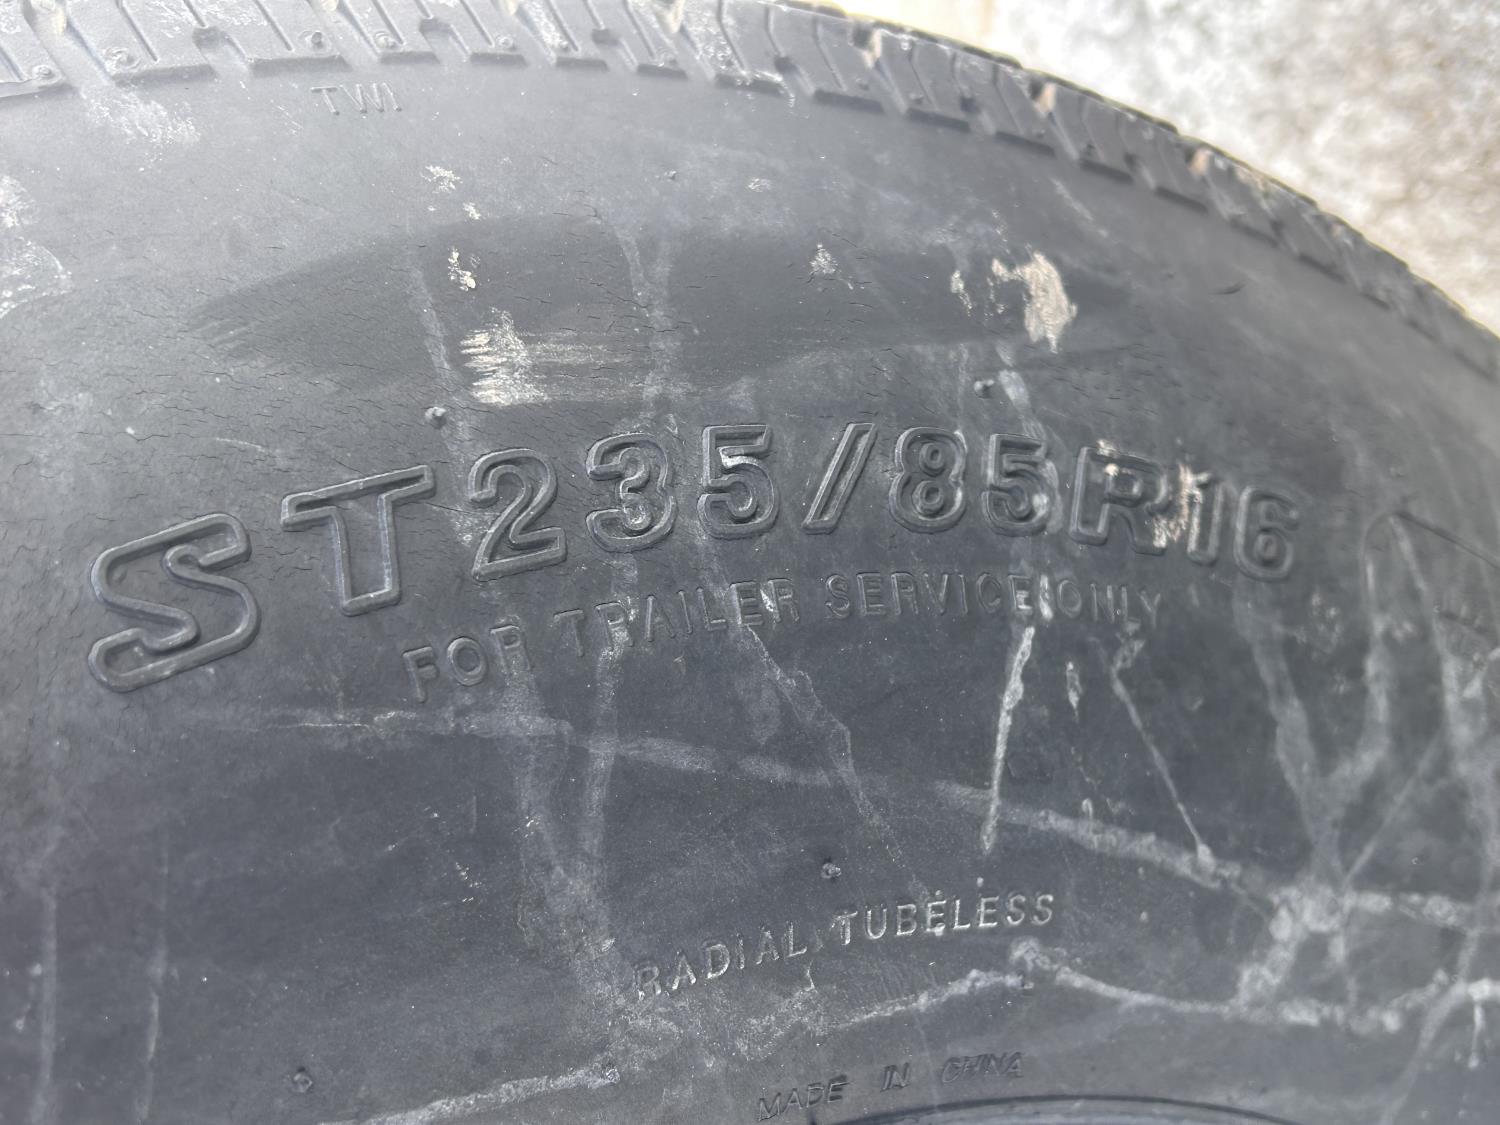 TWI
ST235/85R16
FOR TRAILER SERVICE ONLY
RADIAL TUBELESS
MADE IN CHINA